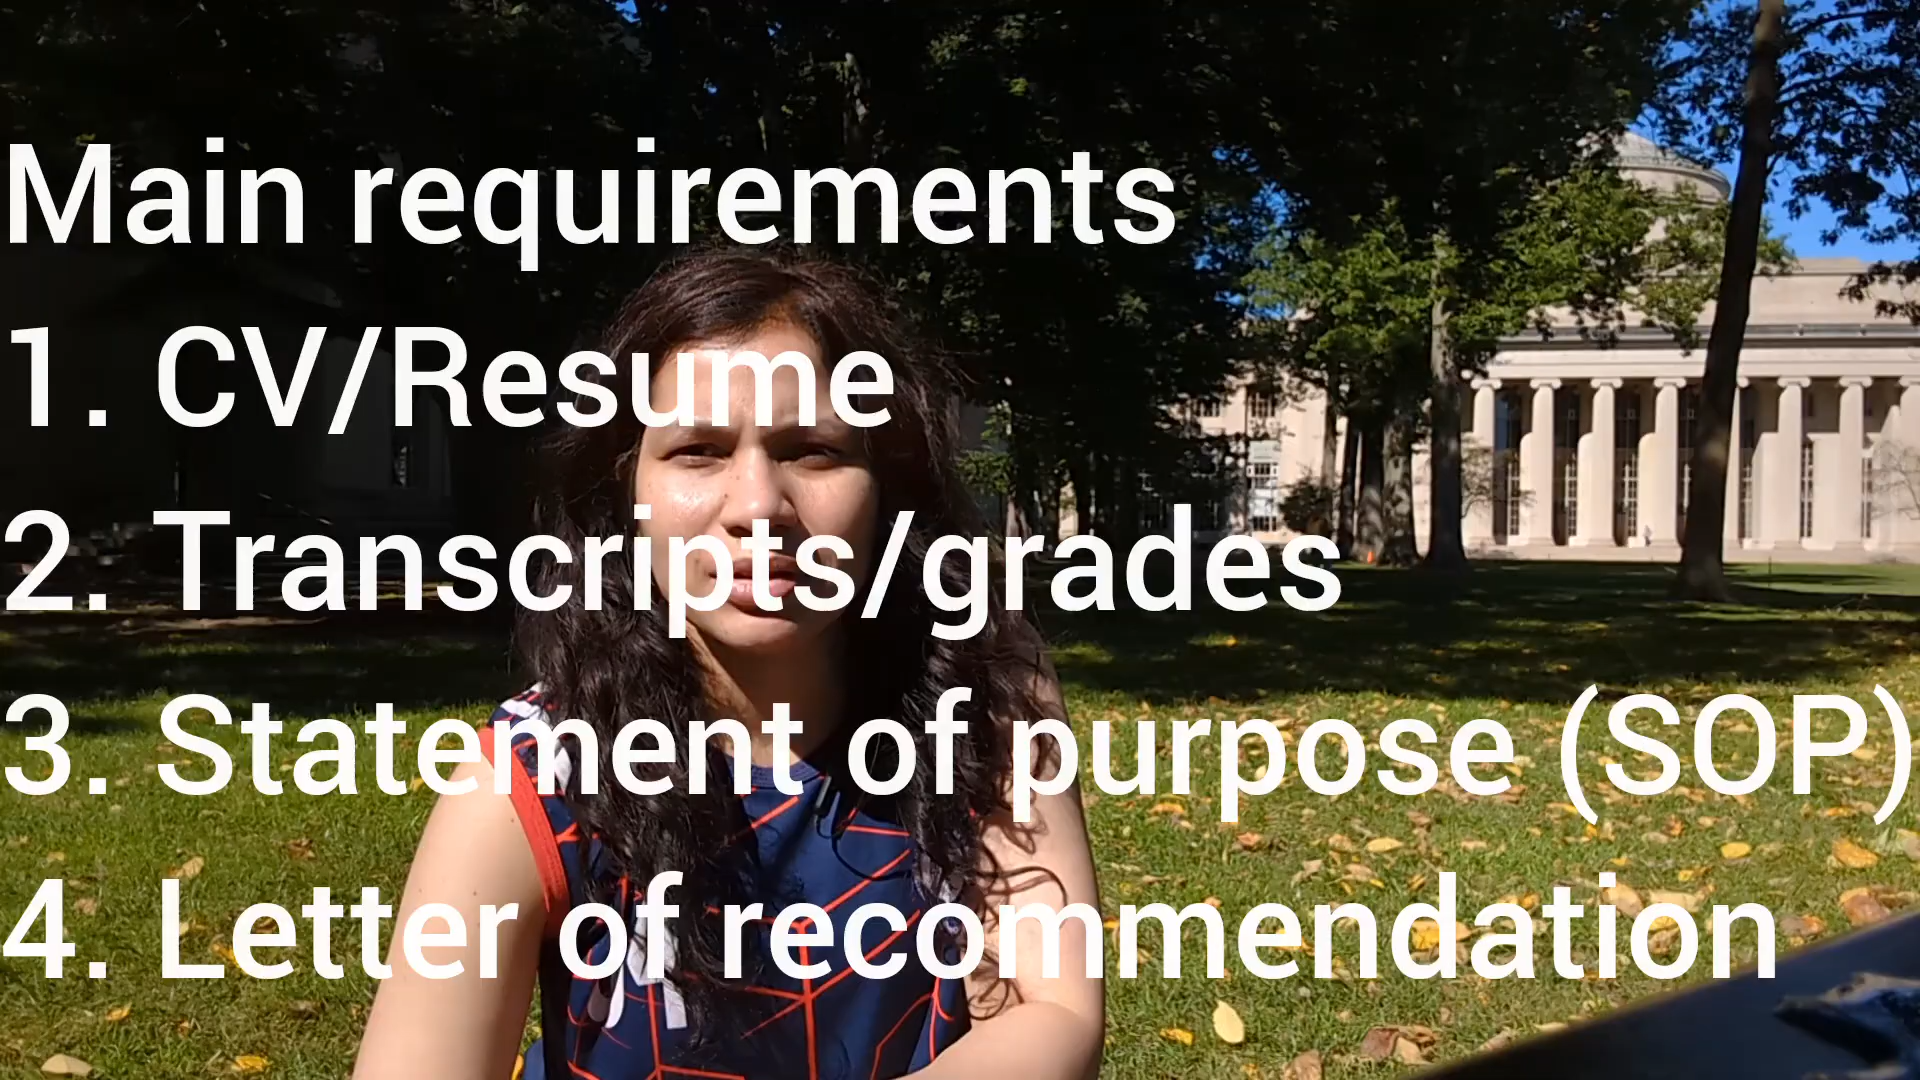 Main requirements
1. CV/Resume
2. Transcripts/grades
3. Statement of purpose (SOP)
4. Letter of recommendation